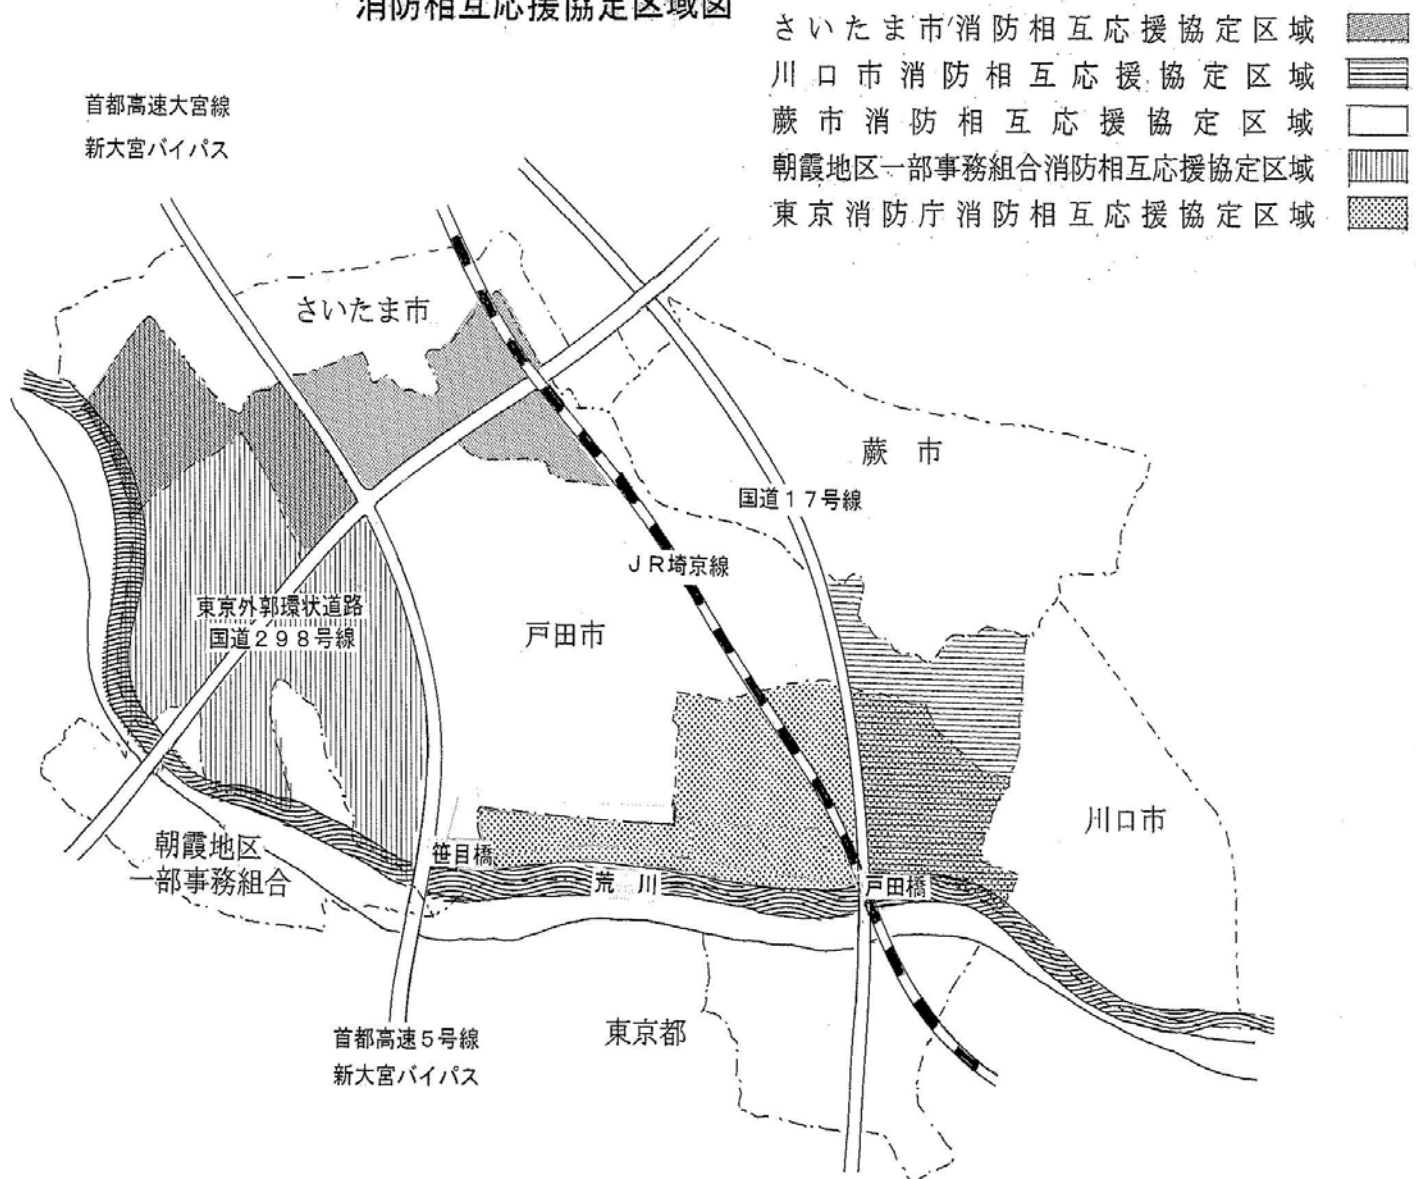 消防相互応援協定区域図
さいたま市消防相互応援協定区域
川口市消防相互応援協定区域
蕨市消防相互応援協定区域
朝霞地区一部事務組合消防相互応援協定区域
東京消防庁消防相互応援協定区域
首都高速大宮線
新大宮バイパス
さいたま市
蕨市
国道17号線
JR埼京線
東京外郭環状道路
国道298号線
戸田市
川口市
朝霞地区
一部事務組合
笹目橋
荒川
戸田橋
東京都
首都高速5号線
新大宮バイパス